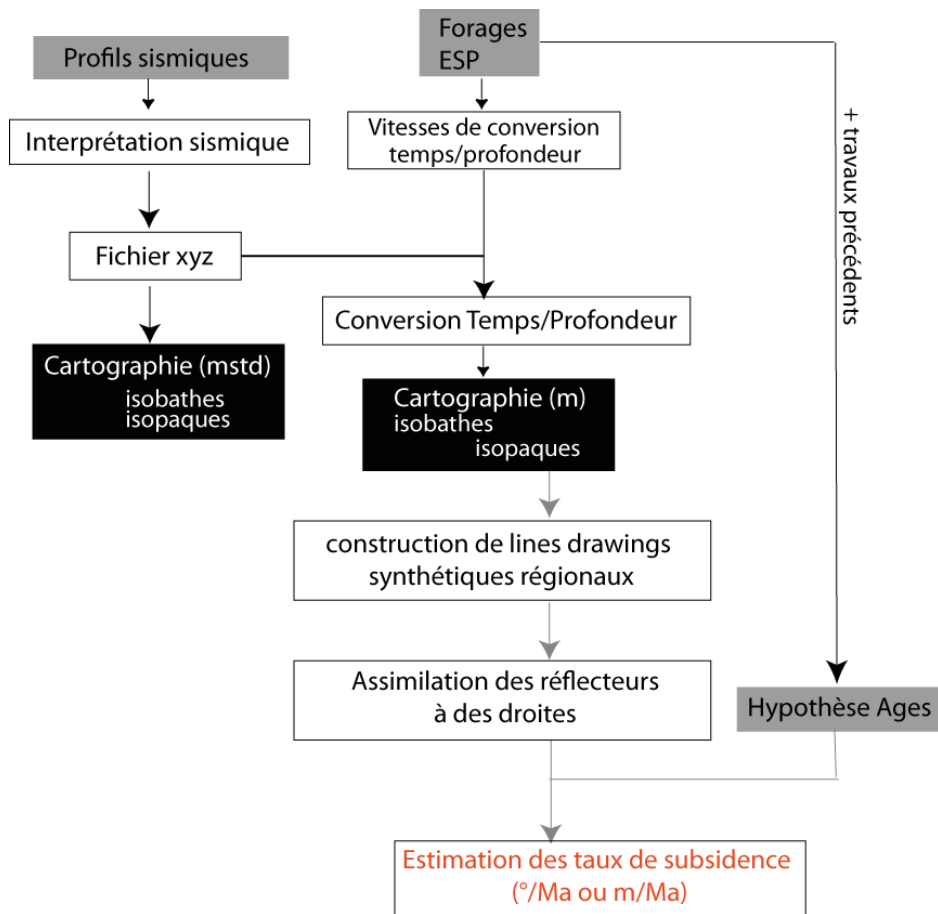 Profils sismiques
Forages
ESP
Interprétation sismique
Vitesses de conversion
temps/profondeur
+ travaux précédents
Fichier xyz
Conversion Temps/Profondeur
Cartographie (mstd)
isobathes
isopaques
Cartographie (m)
isobathes
isopaques
construction de lines drawings
synthétiques régionaux
Assimilation des réflecteurs
à des droites
Hypothèse Ages
Estimation des taux de subsidence
(°/Ma ou m/Ma)